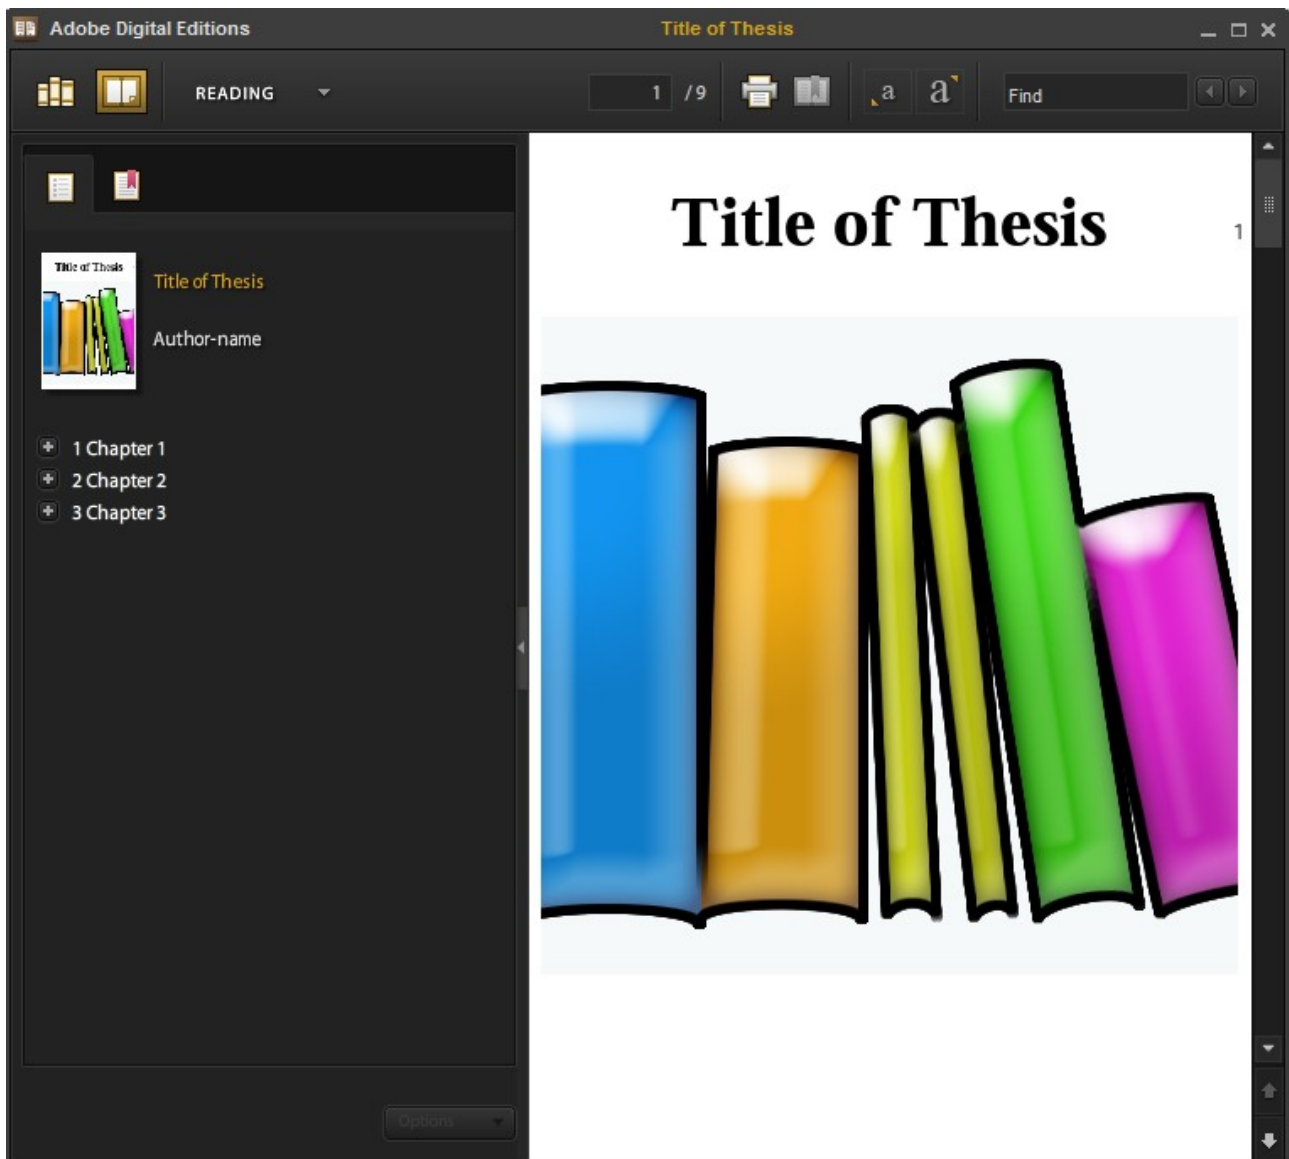 Adobe Digital Editions
Title of Thesis
READING
1 / 9
a
a
Find
Title of Thesis
Title of Thesis
Author-name
1 Chapter 1
2 Chapter 2
3 Chapter 3
Options
Title of Thesis
1